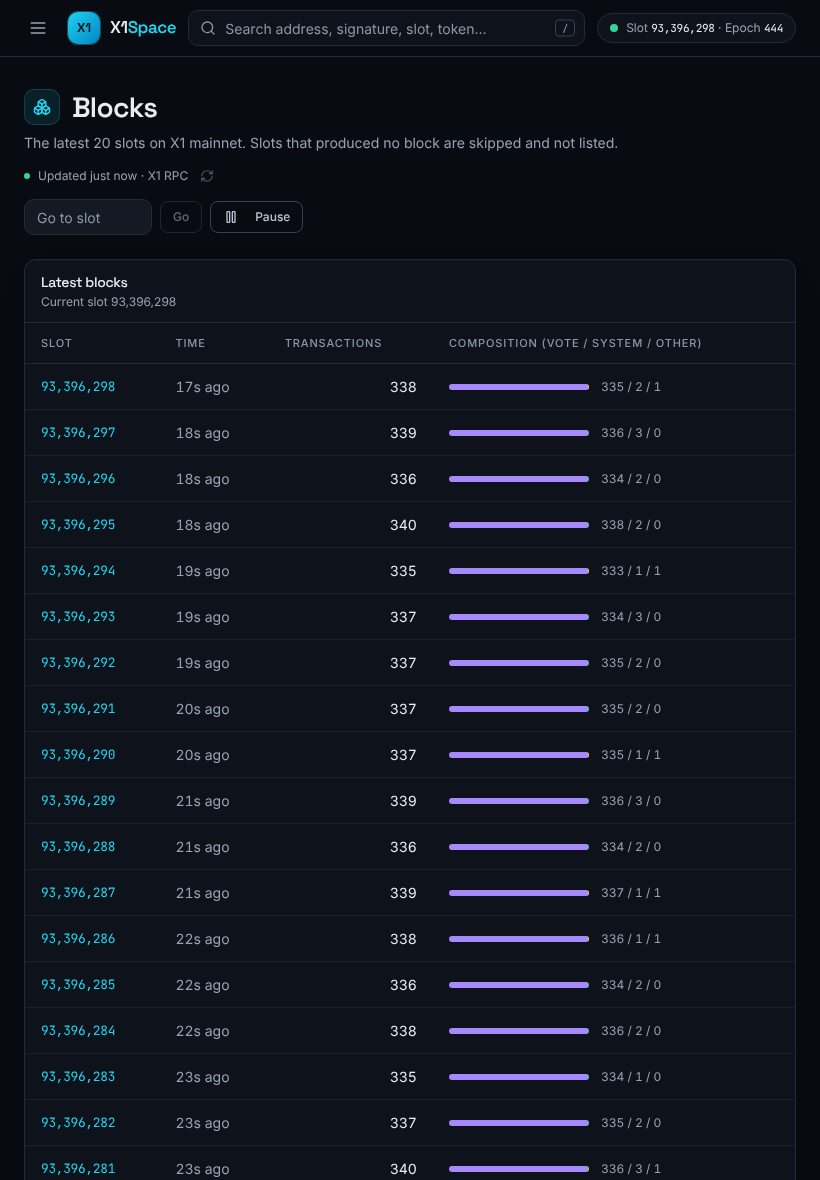 X1 X1Space Search address, signature, slot, token... / Slot 93,396,298 · Epoch 444
Blocks
The latest 20 slots on X1 mainnet. Slots that produced no block are skipped and not listed.
Updated just now · X1 RPC
Go to slot Go Pause
Latest blocks
Current slot 93,396,298
SLOT TIME TRANSACTIONS COMPOSITION (VOTE / SYSTEM / OTHER)
93,396,298 17s ago 338 335 / 2 / 1
93,396,297 18s ago 339 336 / 3 / 0
93,396,296 18s ago 336 334 / 2 / 0
93,396,295 18s ago 340 338 / 2 / 0
93,396,294 19s ago 335 333 / 1 / 1
93,396,293 19s ago 337 334 / 3 / 0
93,396,292 19s ago 337 335 / 2 / 0
93,396,291 20s ago 337 335 / 2 / 0
93,396,290 20s ago 337 335 / 1 / 1
93,396,289 21s ago 339 336 / 3 / 0
93,396,288 21s ago 336 334 / 2 / 0
93,396,287 21s ago 339 337 / 1 / 1
93,396,286 22s ago 338 336 / 1 / 1
93,396,285 22s ago 336 334 / 2 / 0
93,396,284 22s ago 338 336 / 2 / 0
93,396,283 23s ago 335 334 / 1 / 0
93,396,282 23s ago 337 335 / 2 / 0
93,396,281 23s ago 340 336 / 3 / 1